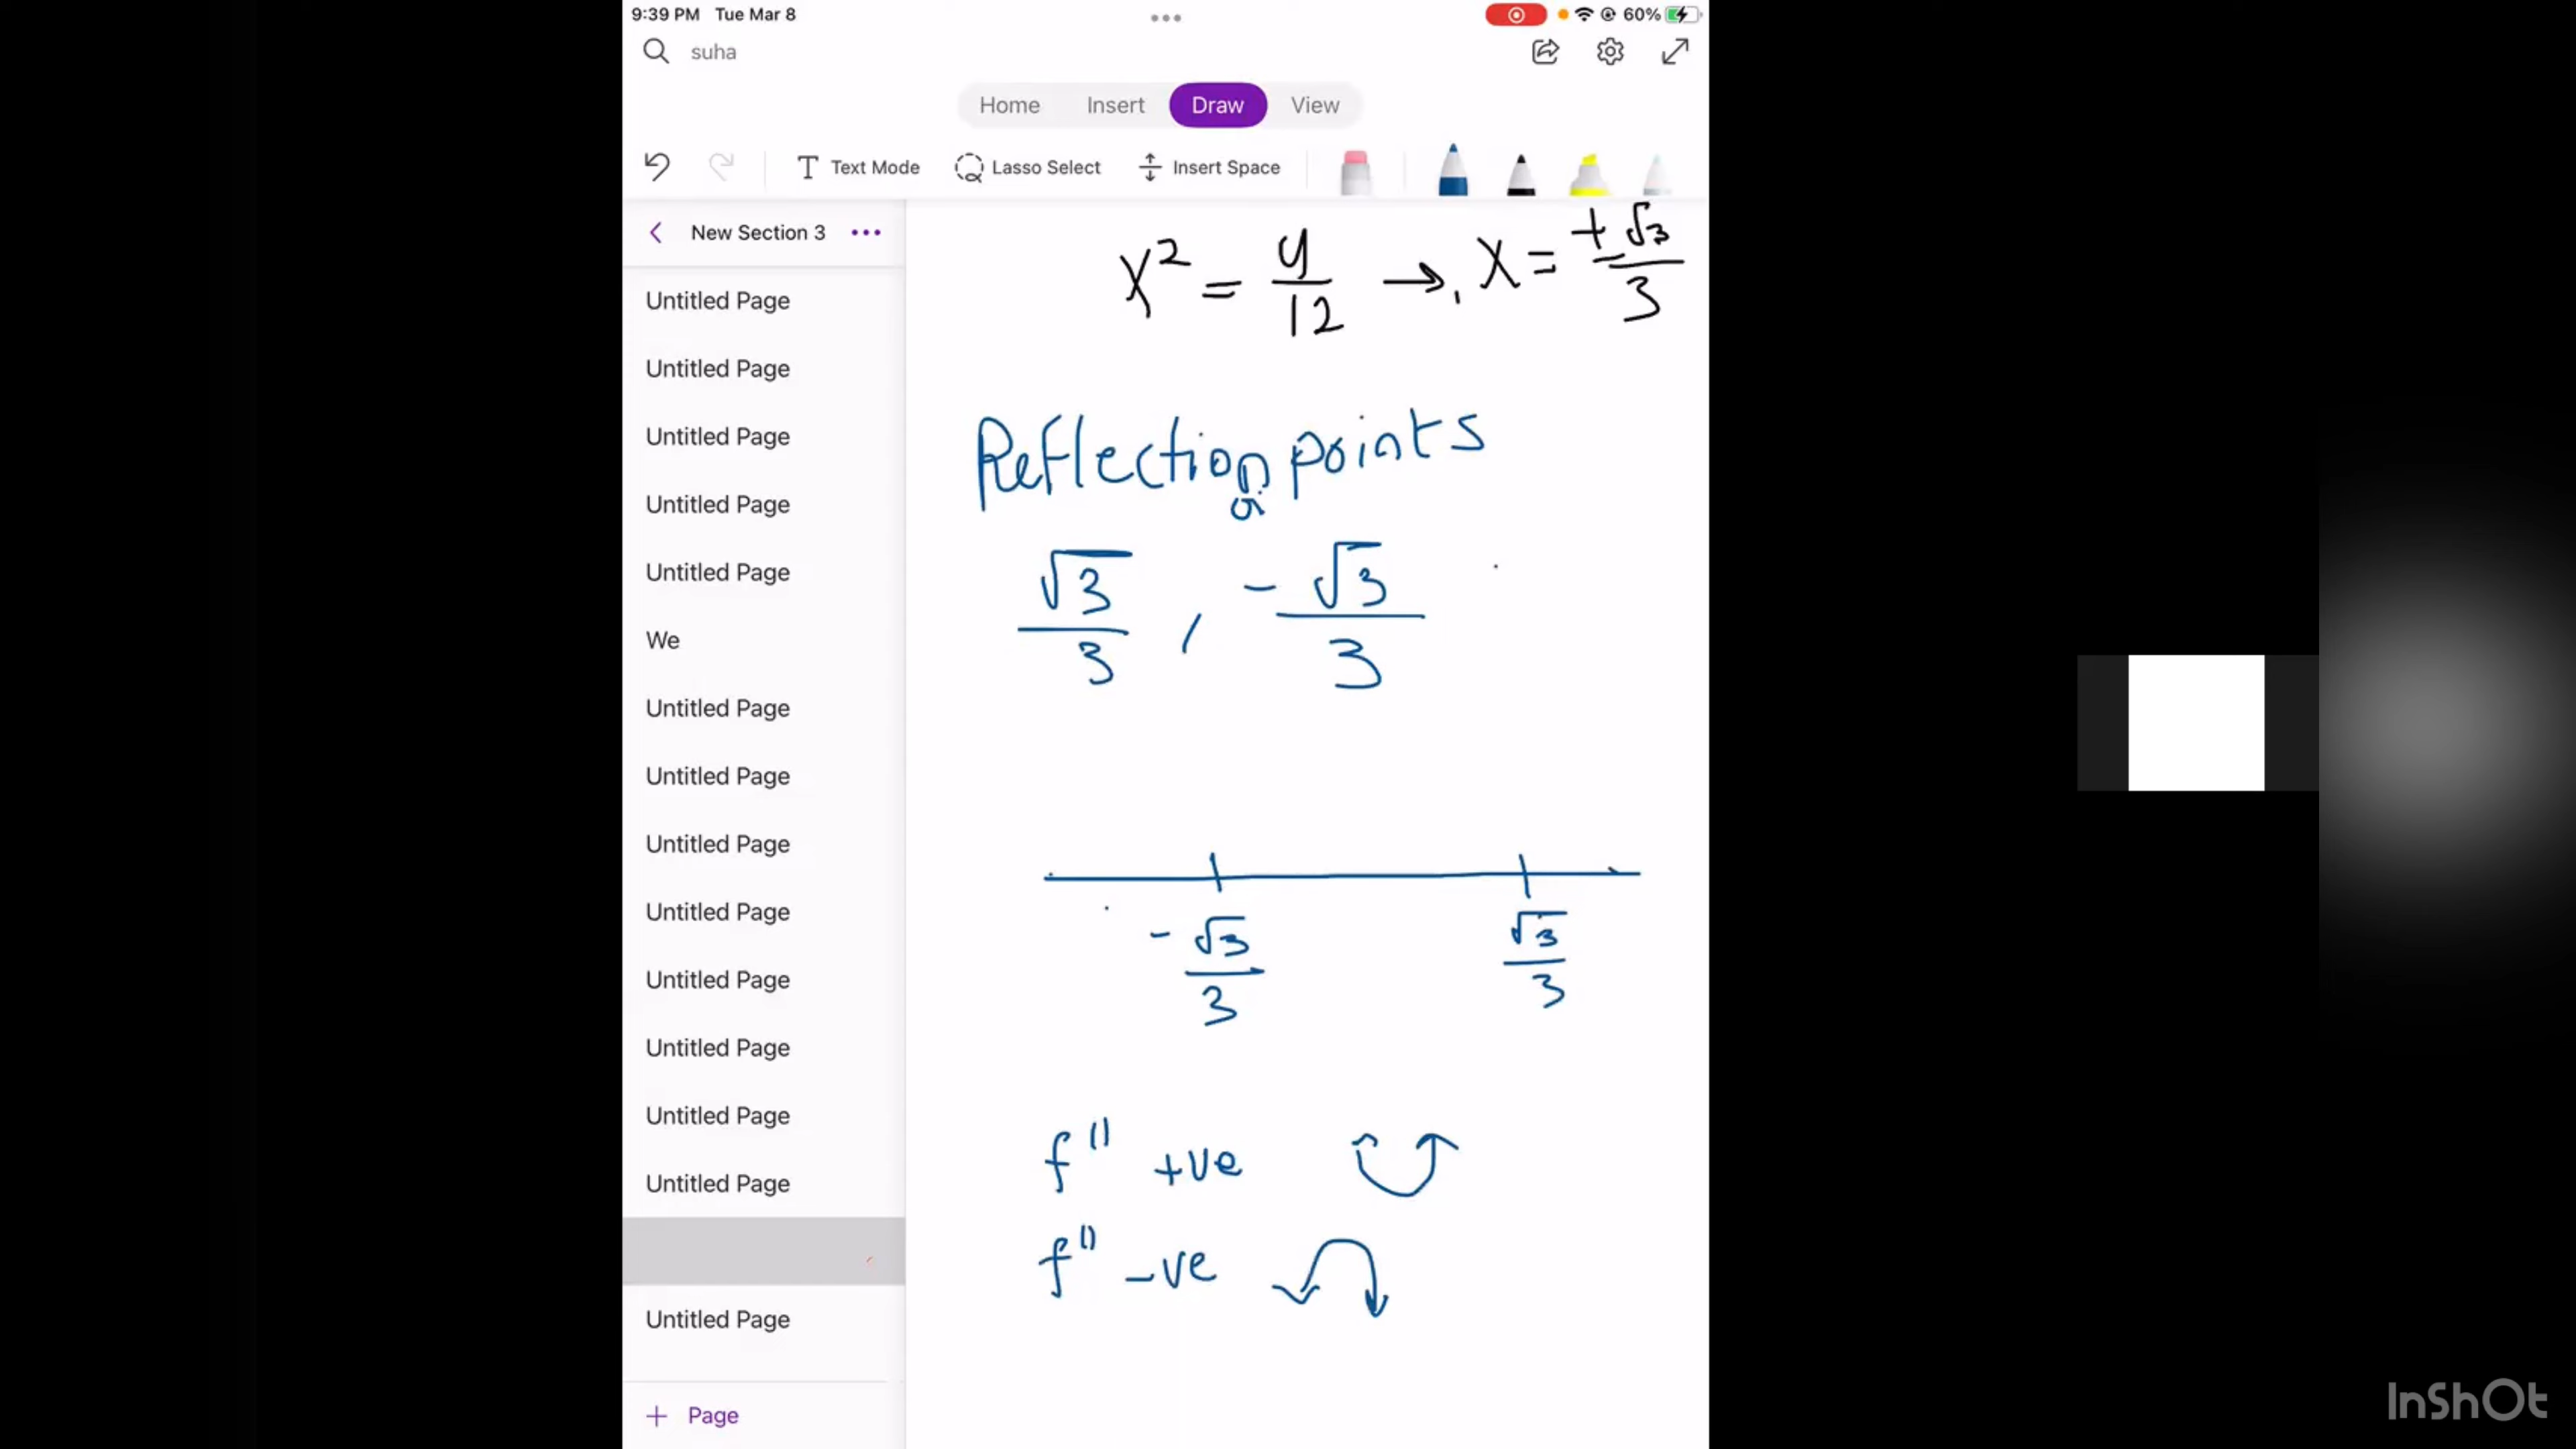 9:39 PM Tue Mar 8
60%
suha
Home Insert Draw View
Text Mode Lasso Select Insert Space
New Section 3
Untitled Page
Untitled Page
Untitled Page
Untitled Page
Untitled Page
We
Untitled Page
Untitled Page
Untitled Page
Untitled Page
Untitled Page
Untitled Page
Untitled Page
Untitled Page
Untitled Page
+ Page
x² = y/12 → x = ±√3/3
Reflection points
√3/3 , -√3/3
-√3/3 √3/3
f'' +ve
f'' -ve
InShOt